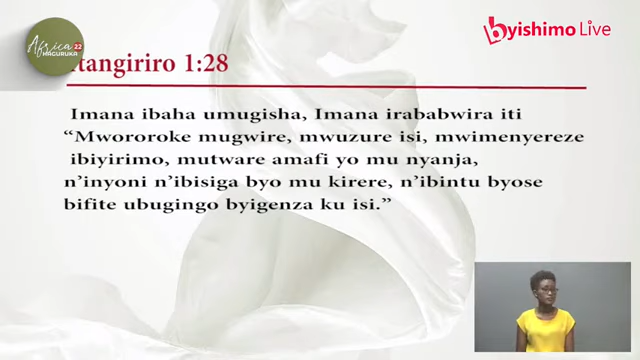 Africa 22
HAGURUKA
byishimo Live
Itangiriro 1:28
Imana ibaha umugisha, Imana irababwira iti
“Mwororoke mugwire, mwuzure isi, mwimenyereze
ibiyirimo, mutware amafi yo mu nyanja,
n’inyoni n’ibisiga byo mu kirere, n’ibintu byose
bifite ubugingo byigenza ku isi.”